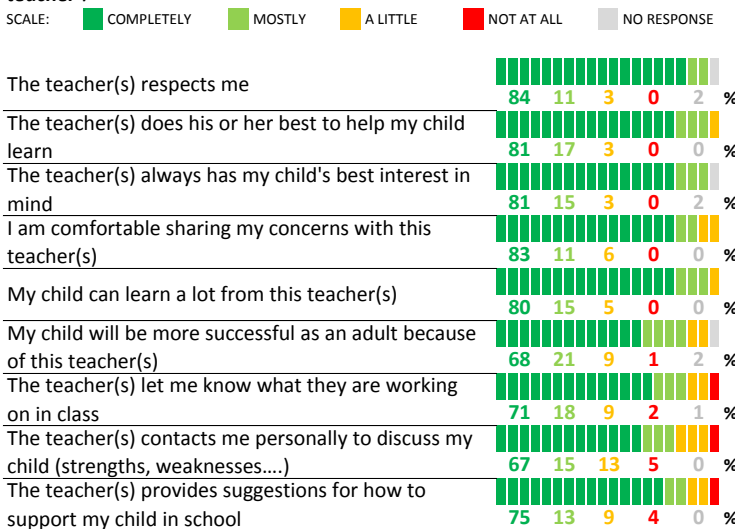 teacher?
SCALE: COMPLETELY MOSTLY A LITTLE NOT AT ALL NO RESPONSE
The teacher(s) respects me
84 11 3 0 2 %
The teacher(s) does his or her best to help my child
learn
81 17 3 0 0 %
The teacher(s) always has my child's best interest in
mind
81 15 3 0 2 %
I am comfortable sharing my concerns with this
teacher(s)
83 11 6 0 0 %
My child can learn a lot from this teacher(s)
80 15 5 0 0 %
My child will be more successful as an adult because
of this teacher(s)
68 21 9 1 2 %
The teacher(s) let me know what they are working
on in class
71 18 9 2 1 %
The teacher(s) contacts me personally to discuss my
child (strengths, weaknesses....)
67 15 13 5 0 %
The teacher(s) provides suggestions for how to
support my child in school
75 13 9 4 0 %